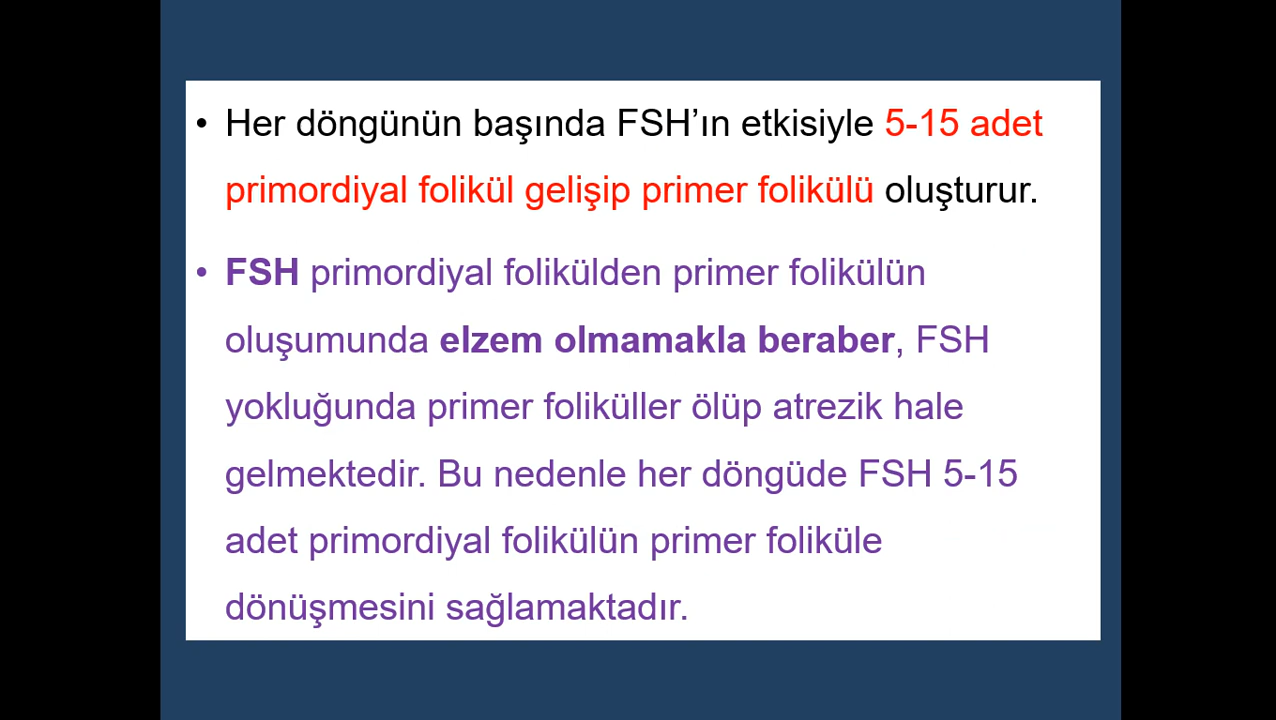 • Her döngünün başında FSH’ın etkisiyle 5-15 adet
primordiyal folikül gelişip primer folikülü oluşturur.
• FSH primordiyal folikülden primer folikülün
oluşumunda elzem olmamakla beraber, FSH
yokluğunda primer foliküller ölüp atrezik hale
gelmektedir. Bu nedenle her döngüde FSH 5-15
adet primordiyal folikülün primer foliküle
dönüşmesini sağlamaktadır.